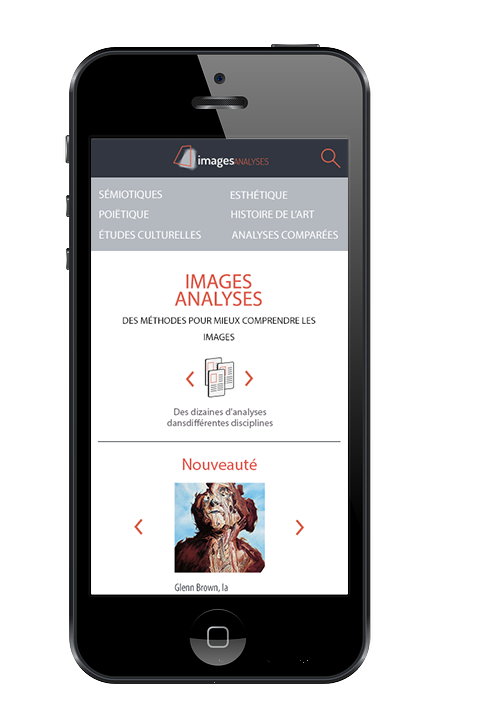 imagesANALYSES
SÉMIOTIQUES ESTHÉTIQUE
POIËTIQUE HISTOIRE DE L'ART
ÉTUDES CULTURELLES ANALYSES COMPARÉES
IMAGES
ANALYSES
DES MÉTHODES POUR MIEUX COMPRENDRE LES
IMAGES
Des dizaines d'analyses
dansdifférentes disciplines
Nouveauté
Glenn Brown, la